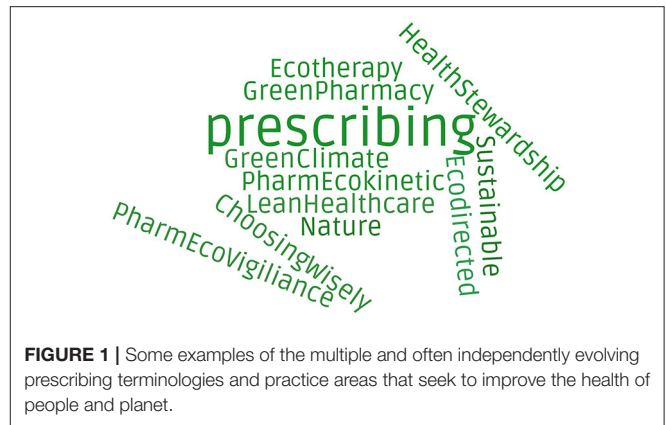 HealthStewardship
Ecotherapy
GreenPharmacy
prescribing
GreenClimate
PharmEcokinetic
LeanHealthcare
Nature
Sustainable
Ecodirected
ChoosingWisely
PharmEcoVigiliance
FIGURE 1 | Some examples of the multiple and often independently evolving
prescribing terminologies and practice areas that seek to improve the health of
people and planet.